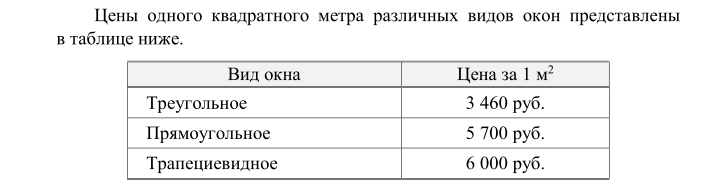 Цены одного квадратного метра различных видов окон представлены
в таблице ниже.
Вид окна Цена за 1 м²
Треугольное 3 460 руб.
Прямоугольное 5 700 руб.
Трапециевидное 6 000 руб.